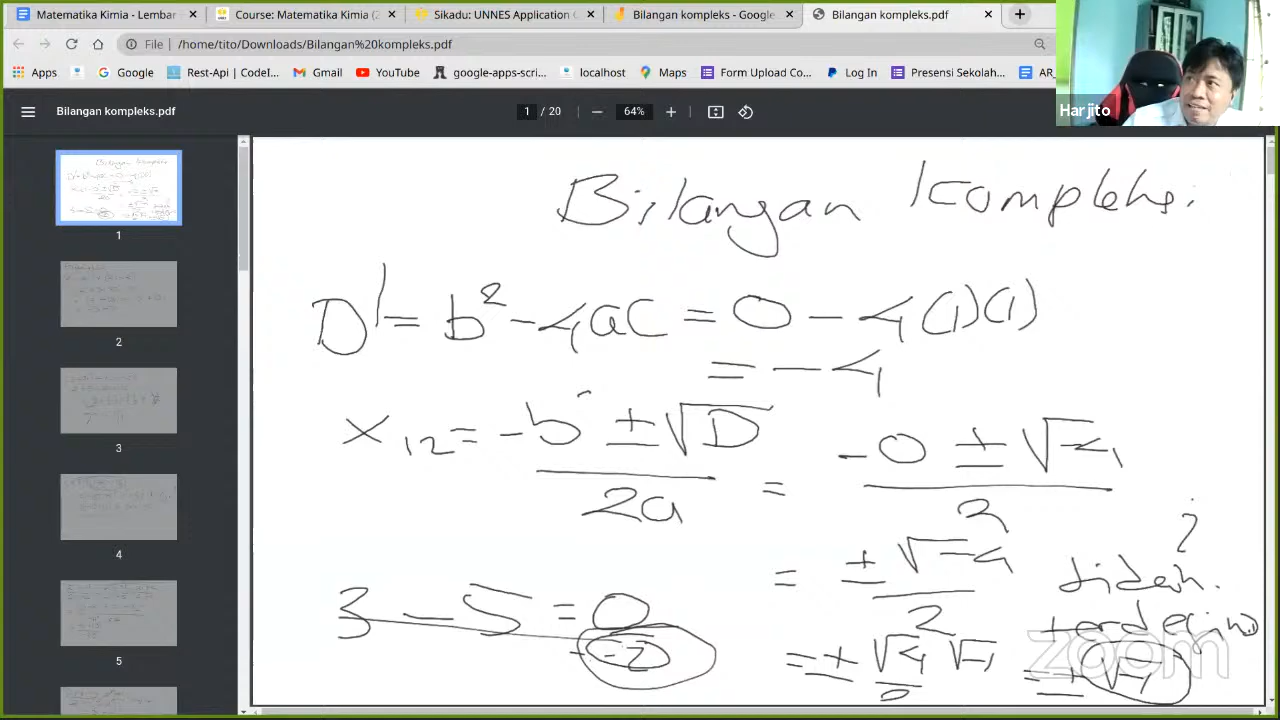 Matematika Kimia - Lembar
Course: Matematika Kimia (2
Sikadu: UNNES Application (
Bilangan kompleks - Google
Bilangan kompleks.pdf
File | /home/tito/Downloads/Bilangan%20kompleks.pdf
Apps
Google
Rest-Api | CodeI...
Gmail
YouTube
google-apps-scri...
localhost
Maps
Form Upload Co...
Log In
Presensi Sekolah...
AR_
Harjito
Bilangan kompleks.pdf
1 / 20
64%
Bilangan Kompleks.
D = b² - 4ac = 0 - 4(1)(1)
= -4
x₁₂ = -b ± √D / 2a = -0 ± √-4 / 2
= ± √-4 / 2
3 - 5 = 0
= -2
= ± √4 √-1 / 2 = ± √-1
zoom
1
2
3
4
5